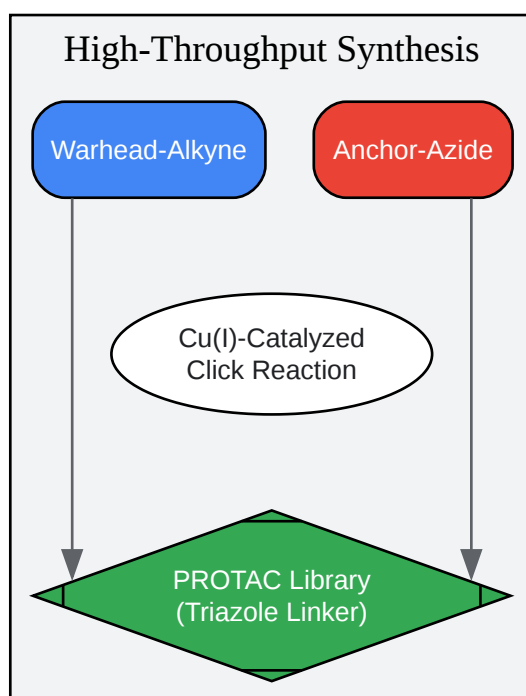 High-Throughput Synthesis
Warhead-Alkyne
Anchor-Azide
Cu(I)-Catalyzed
Click Reaction
PROTAC Library
(Triazole Linker)